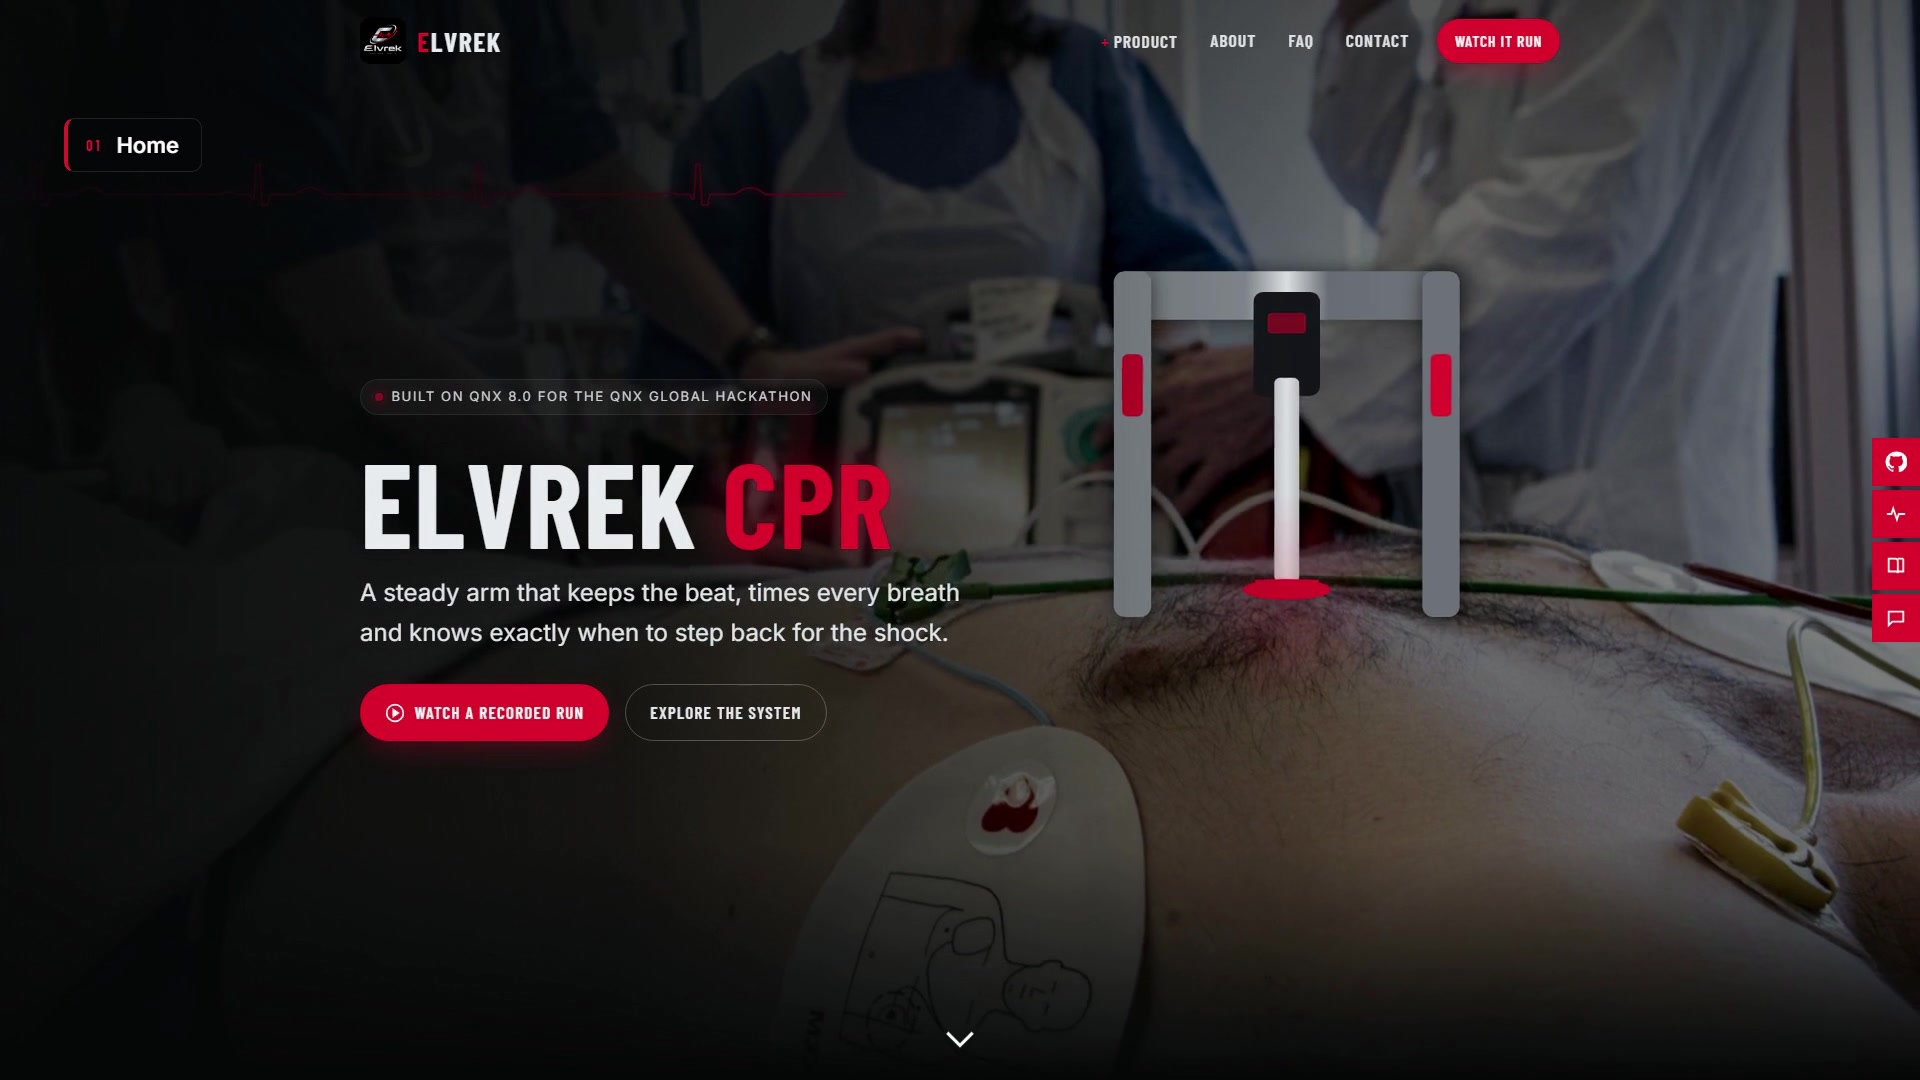 Elvrek
ELVREK
+ PRODUCT
ABOUT
FAQ
CONTACT
WATCH IT RUN
01 Home
BUILT ON QNX 8.0 FOR THE QNX GLOBAL HACKATHON
ELVREK CPR
A steady arm that keeps the beat, times every breath
and knows exactly when to step back for the shock.
WATCH A RECORDED RUN
EXPLORE THE SYSTEM